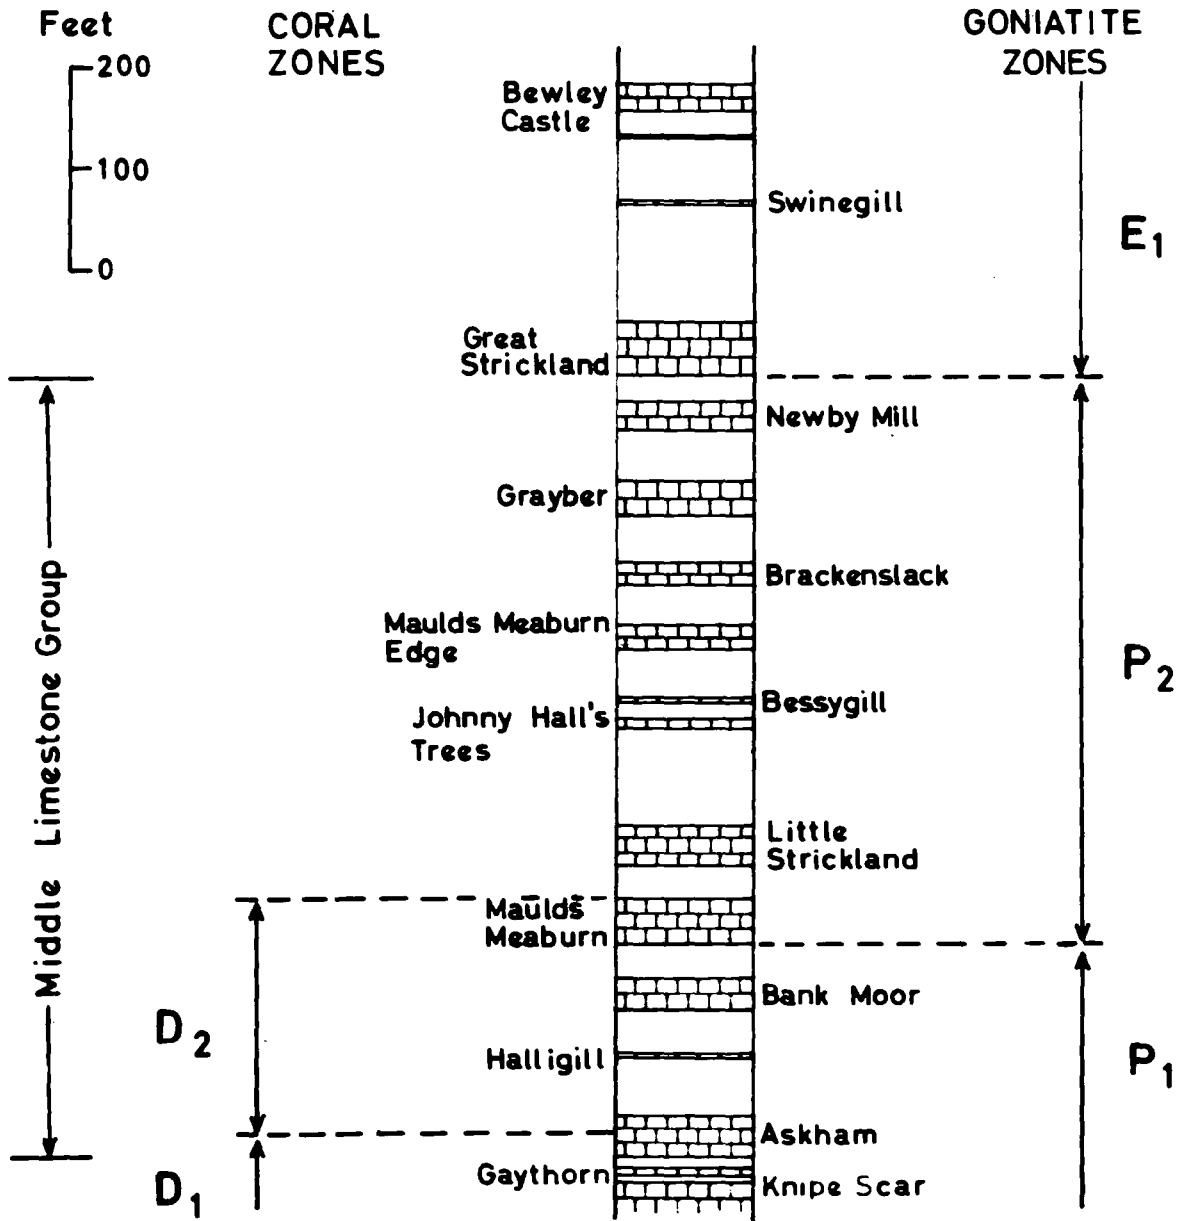 Feet
200
100
0
CORAL
ZONES
GONIATITE
ZONES
Bewley
Castle
Swinegill
E1
Great
Strickland
Newby Mill
Grayber
Brackenslack
Maulds Meaburn
Edge
P2
Bessygill
Johnny Hall's
Trees
Middle Limestone Group
Little
Strickland
Maulds
Meaburn
Bank Moor
D2
Halligill
P1
Askham
Gaythorn
Knipe Scar
D1